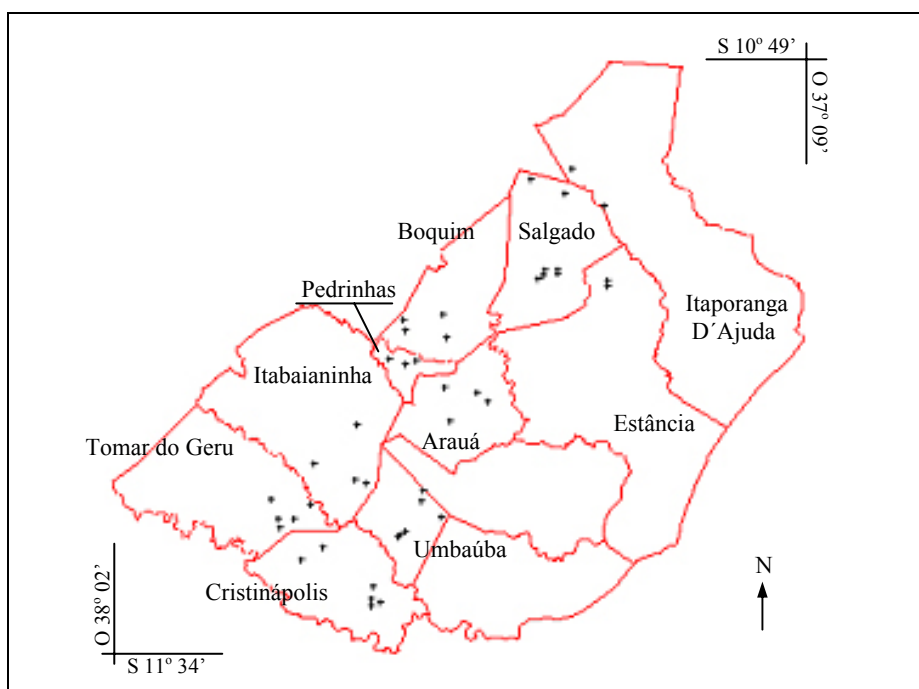 S 10º 49’
O 37º 09’
Boquim
Salgado
Pedrinhas
Itaporanga
D´Ajuda
Itabaianinha
Estância
Arauá
Tomar do Geru
Umbaúba
N
Cristinápolis
O 38º 02’
S 11º 34’